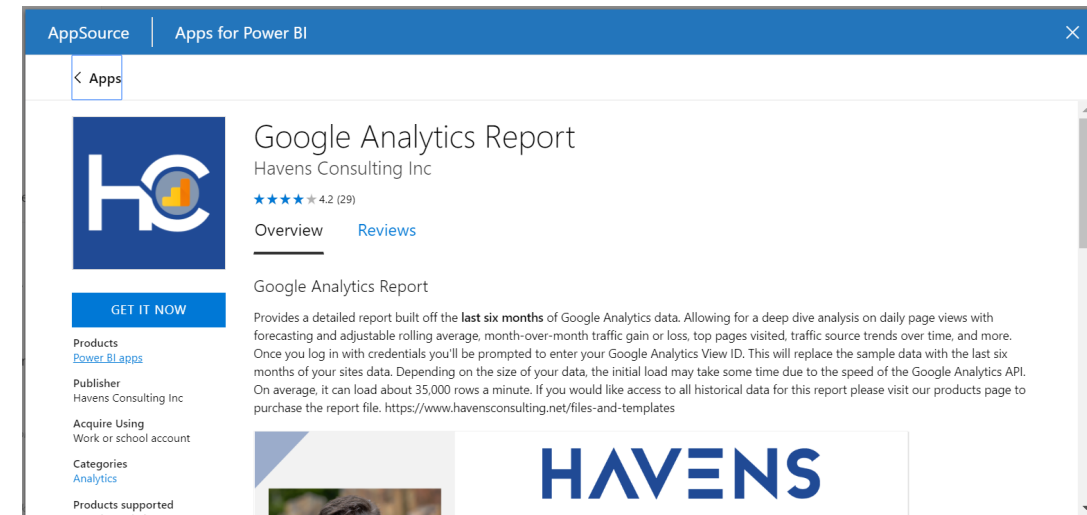 AppSource
Apps for Power BI
Apps
HC
Google Analytics Report
Havens Consulting Inc
4.2 (29)
Overview
Reviews
GET IT NOW
Products
Power BI apps
Publisher
Havens Consulting Inc
Acquire Using
Work or school account
Categories
Analytics
Products supported
Google Analytics Report
Provides a detailed report built off the last six months of Google Analytics data. Allowing for a deep dive analysis on daily page views with
forecasting and adjustable rolling average, month-over-month traffic gain or loss, top pages visited, traffic source trends over time, and more.
Once you log in with credentials you'll be prompted to enter your Google Analytics View ID. This will replace the sample data with the last six
months of your sites data. Depending on the size of your data, the initial load may take some time due to the speed of the Google Analytics API.
On average, it can load about 35,000 rows a minute. If you would like access to all historical data for this report please visit our products page to
purchase the report file. https://www.havensconsulting.net/files-and-templates
HAVENS